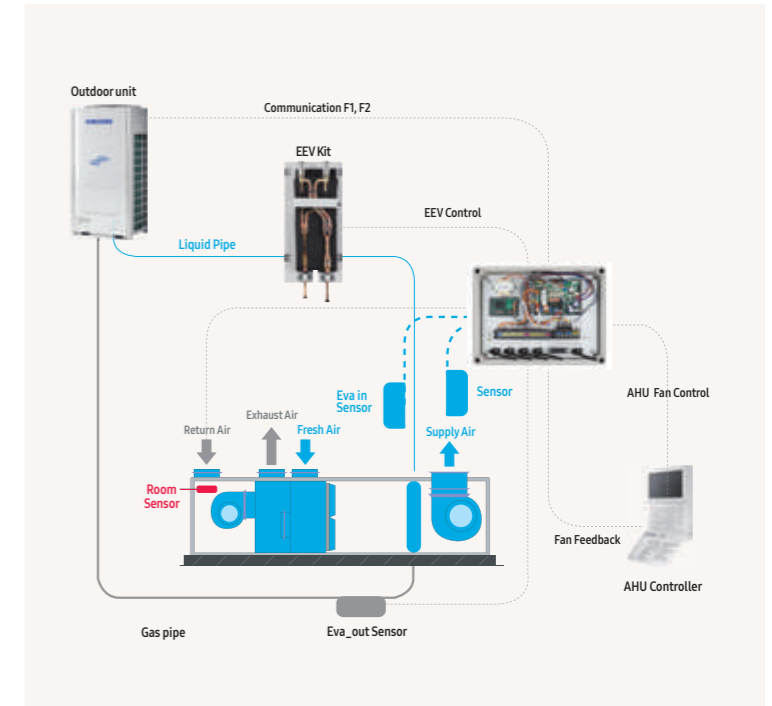 Outdoor unit
Communication F1, F2
EEV Kit
EEV Control
Liquid Pipe
Eva in
Sensor
Sensor
AHU Fan Control
Return Air
Exhaust Air
Fresh Air
Supply Air
Room
Sensor
Fan Feedback
AHU Controller
Gas pipe
Eva_out Sensor